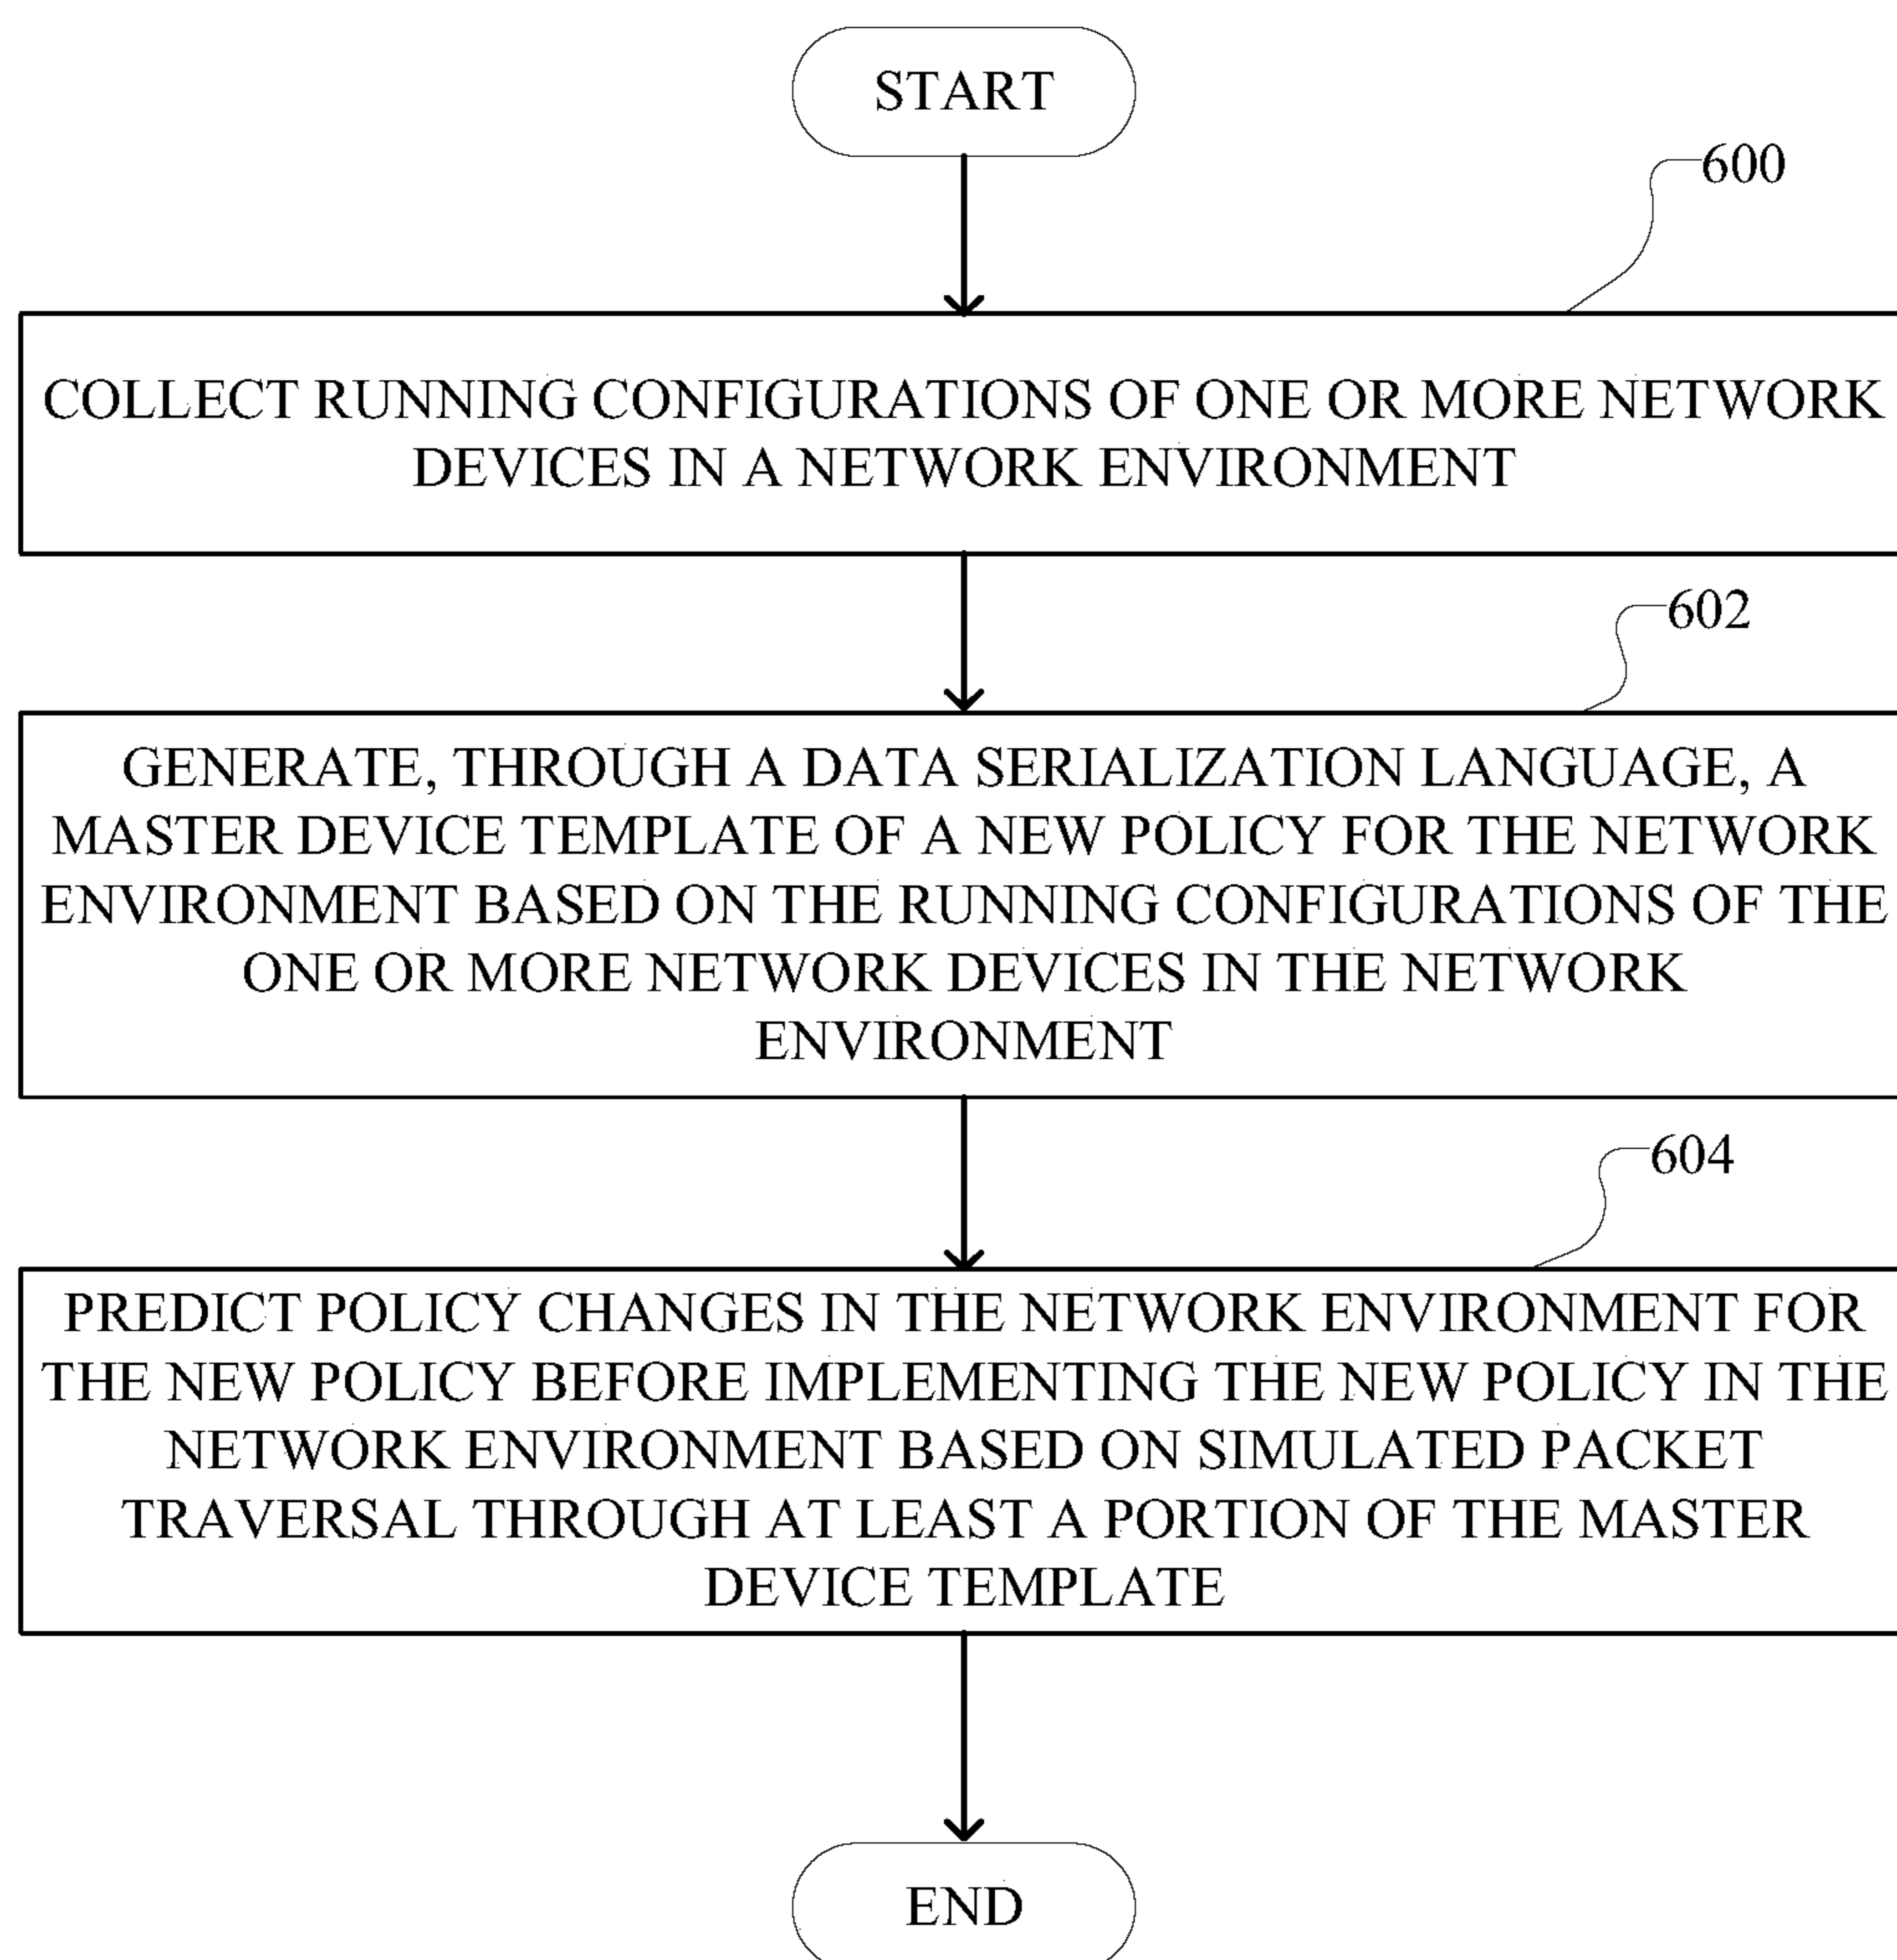 START
600
COLLECT RUNNING CONFIGURATIONS OF ONE OR MORE NETWORK
DEVICES IN A NETWORK ENVIRONMENT
602
GENERATE, THROUGH A DATA SERIALIZATION LANGUAGE, A
MASTER DEVICE TEMPLATE OF A NEW POLICY FOR THE NETWORK
ENVIRONMENT BASED ON THE RUNNING CONFIGURATIONS OF THE
ONE OR MORE NETWORK DEVICES IN THE NETWORK
ENVIRONMENT
604
PREDICT POLICY CHANGES IN THE NETWORK ENVIRONMENT FOR
THE NEW POLICY BEFORE IMPLEMENTING THE NEW POLICY IN THE
NETWORK ENVIRONMENT BASED ON SIMULATED PACKET
TRAVERSAL THROUGH AT LEAST A PORTION OF THE MASTER
DEVICE TEMPLATE
END